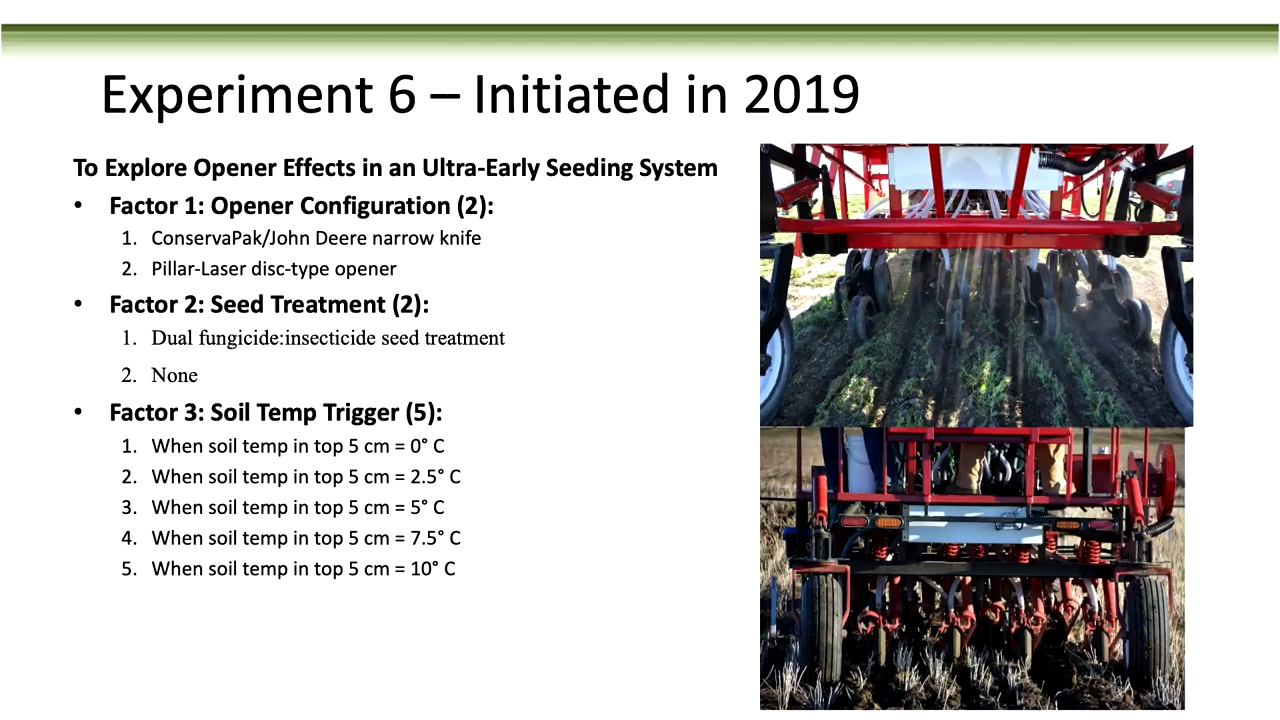 Experiment 6 – Initiated in 2019
To Explore Opener Effects in an Ultra-Early Seeding System
• Factor 1: Opener Configuration (2):
1. ConservaPak/John Deere narrow knife
2. Pillar-Laser disc-type opener
• Factor 2: Seed Treatment (2):
1. Dual fungicide:insecticide seed treatment
2. None
• Factor 3: Soil Temp Trigger (5):
1. When soil temp in top 5 cm = 0° C
2. When soil temp in top 5 cm = 2.5° C
3. When soil temp in top 5 cm = 5° C
4. When soil temp in top 5 cm = 7.5° C
5. When soil temp in top 5 cm = 10° C